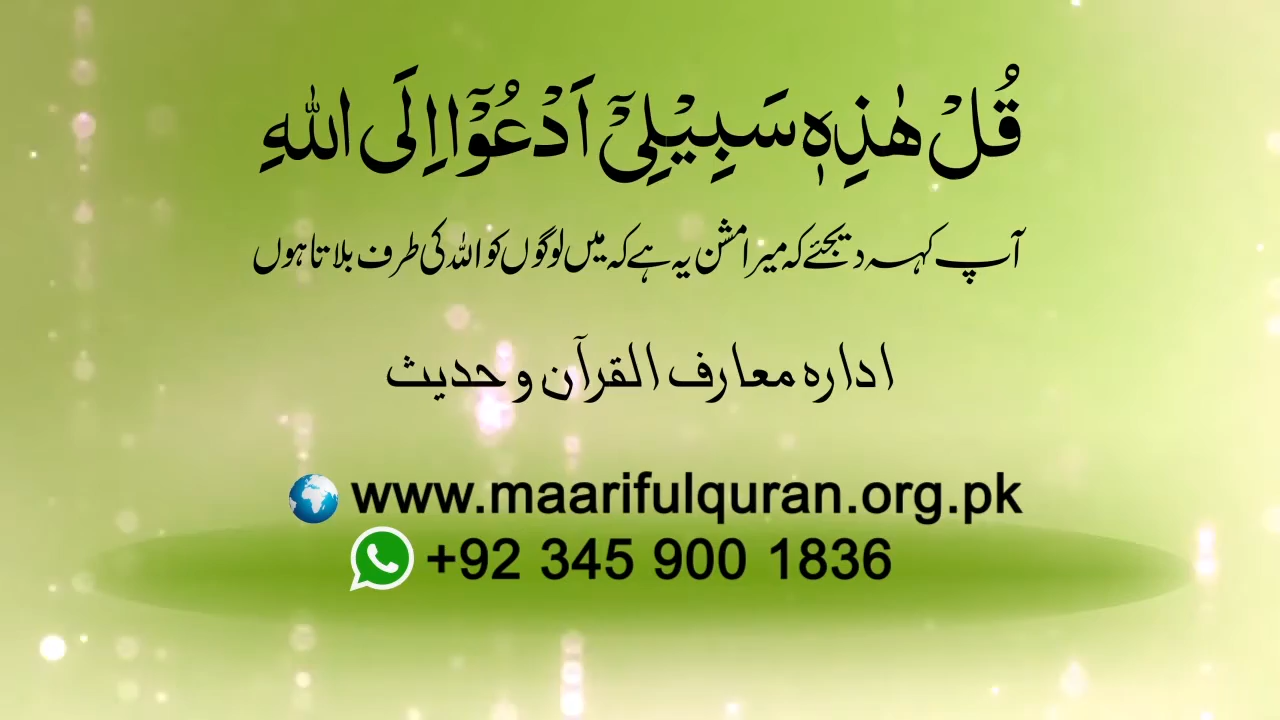 قُلۡ هٰذِهٖ سَبِیۡلِیۡۤ اَدۡعُوۡۤا اِلَی اللّٰهِ
آپ کہہ دیجئے کہ میرا مشن یہ ہے کہ میں لوگوں کو اللہ کی طرف بلاتا ہوں
ادارہ معارف القرآن و حدیث
www.maarifulquran.org.pk
+92 345 900 1836